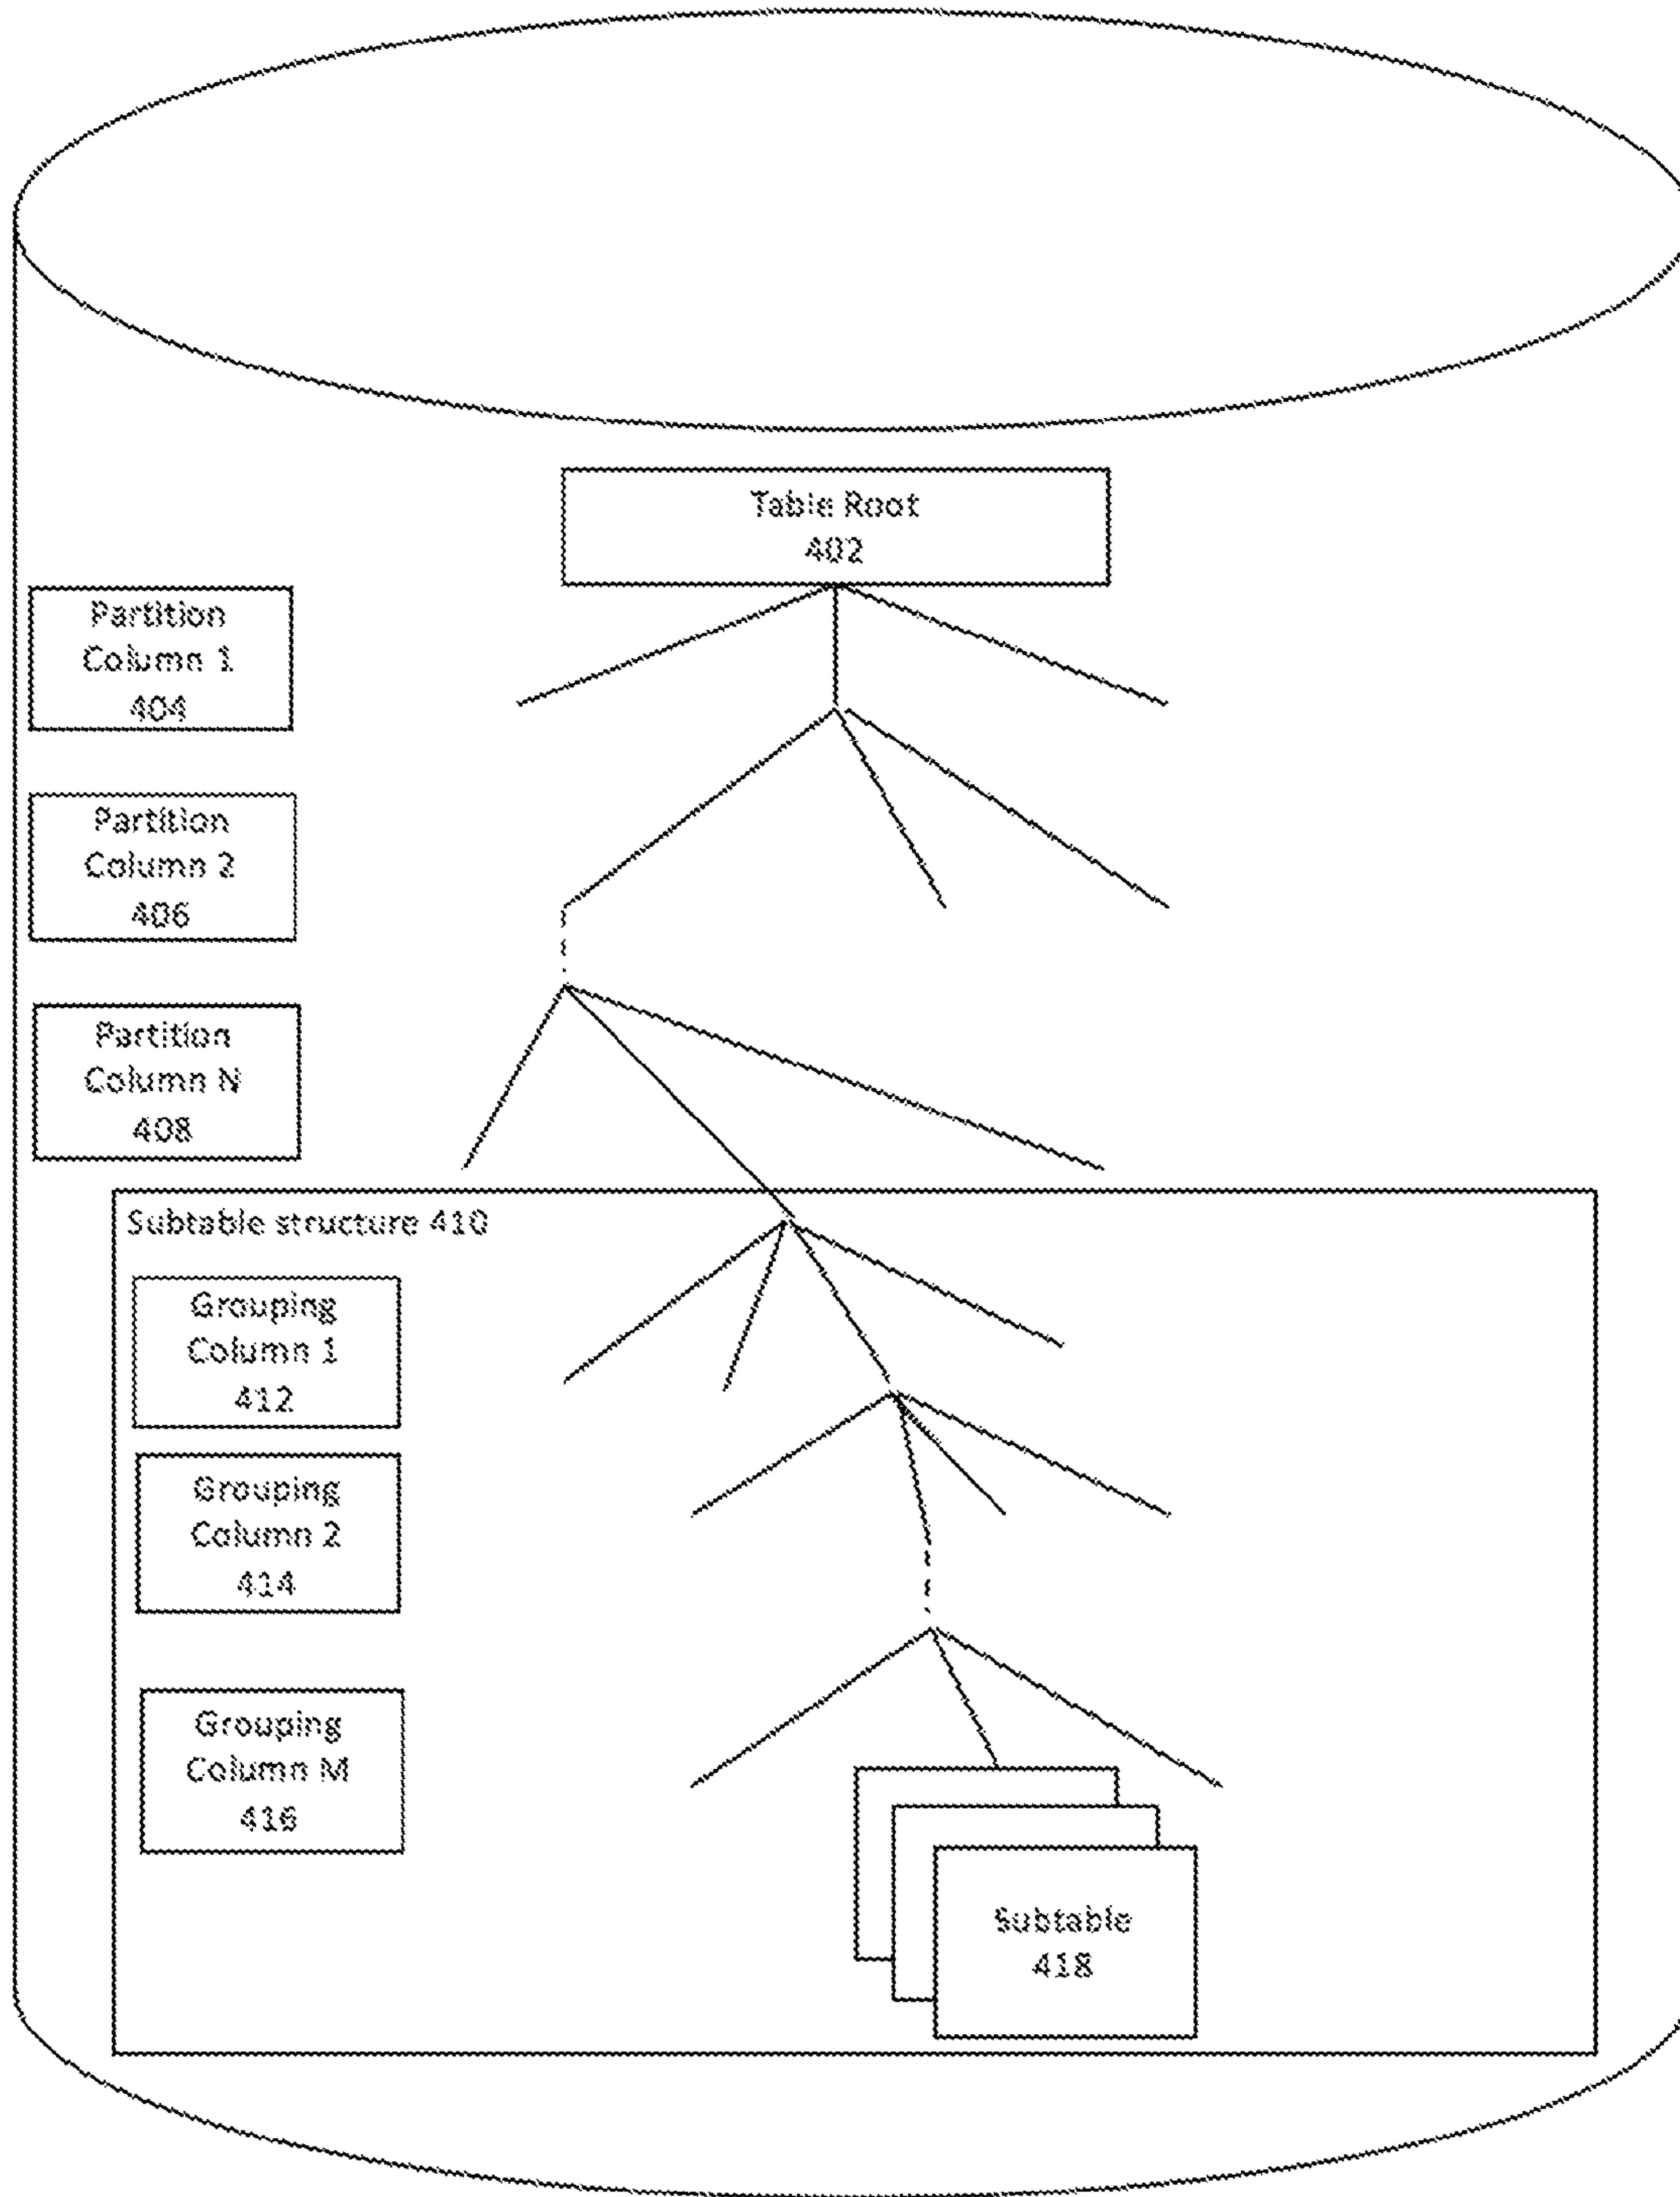 Table Root
402
Partition
Column 1
404
Partition
Column 2
406
Partition
Column N
408
Subtable structure 410
Grouping
Column 1
412
Grouping
Column 2
414
Grouping
Column M
416
Subtable
418